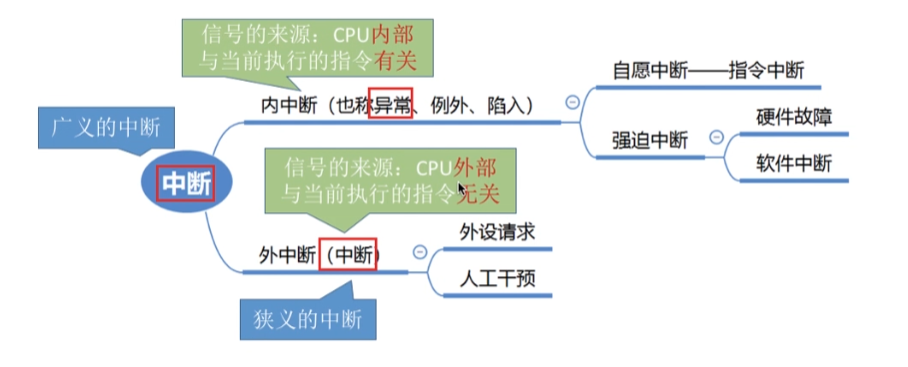 信号的来源：CPU内部
与当前执行的指令有关
自愿中断——指令中断
内中断（也称异常、例外、陷入）
硬件故障
广义的中断
强迫中断
软件中断
信号的来源：CPU外部
与当前执行的指令无关
中断
外设请求
外中断（中断）
人工干预
狭义的中断